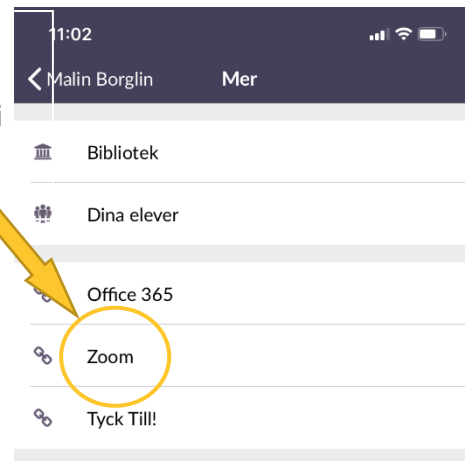 11:02
Malin Borglin Mer
Bibliotek
Dina elever
Office 365
Zoom
Tyck Till!